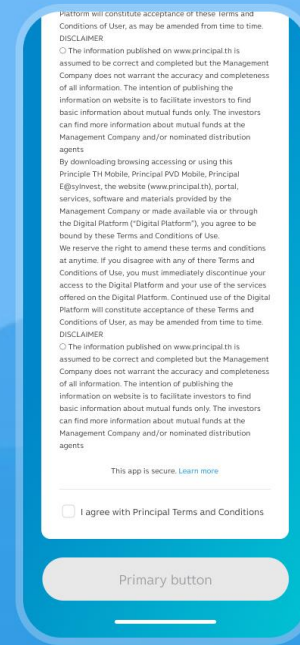 Platform will constitute acceptance of these Terms and
Conditions of User, as may be amended from time to time.
DISCLAIMER
○ The information published on www.principal.th is
assumed to be correct and completed but the Management
Company does not warrant the accuracy and completeness
of all information. The intention of publishing the
information on website is to facilitate investors to find
basic information about mutual funds only. The investors
can find more information about mutual funds at the
Management Company and/or nominated distribution
agents
By downloading browsing accessing or using this
Principle TH Mobile, Principal PVD Mobile, Principal
E@syInvest, the website (www.principal.th), portal,
services, software and materials provided by the
Management Company or made available via or through
the Digital Platform ("Digital Platform"), you agree to be
bound by these Terms and Conditions of Use.
We reserve the right to amend these terms and conditions
at anytime. If you disagree with any of there Terms and
Conditions of Use, you must immediately discontinue your
access to the Digital Platform and your use of the services
offered on the Digital Platform. Continued use of the Digital
Platform will constitute acceptance of these Terms and
Conditions of User, as may be amended from time to time.
DISCLAIMER
○ The information published on www.principal.th is
assumed to be correct and completed but the Management
Company does not warrant the accuracy and completeness
of all information. The intention of publishing the
information on website is to facilitate investors to find
basic information about mutual funds only. The investors
can find more information about mutual funds at the
Management Company and/or nominated distribution
agents
This app is secure. Learn more
I agree with Principal Terms and Conditions
Primary button